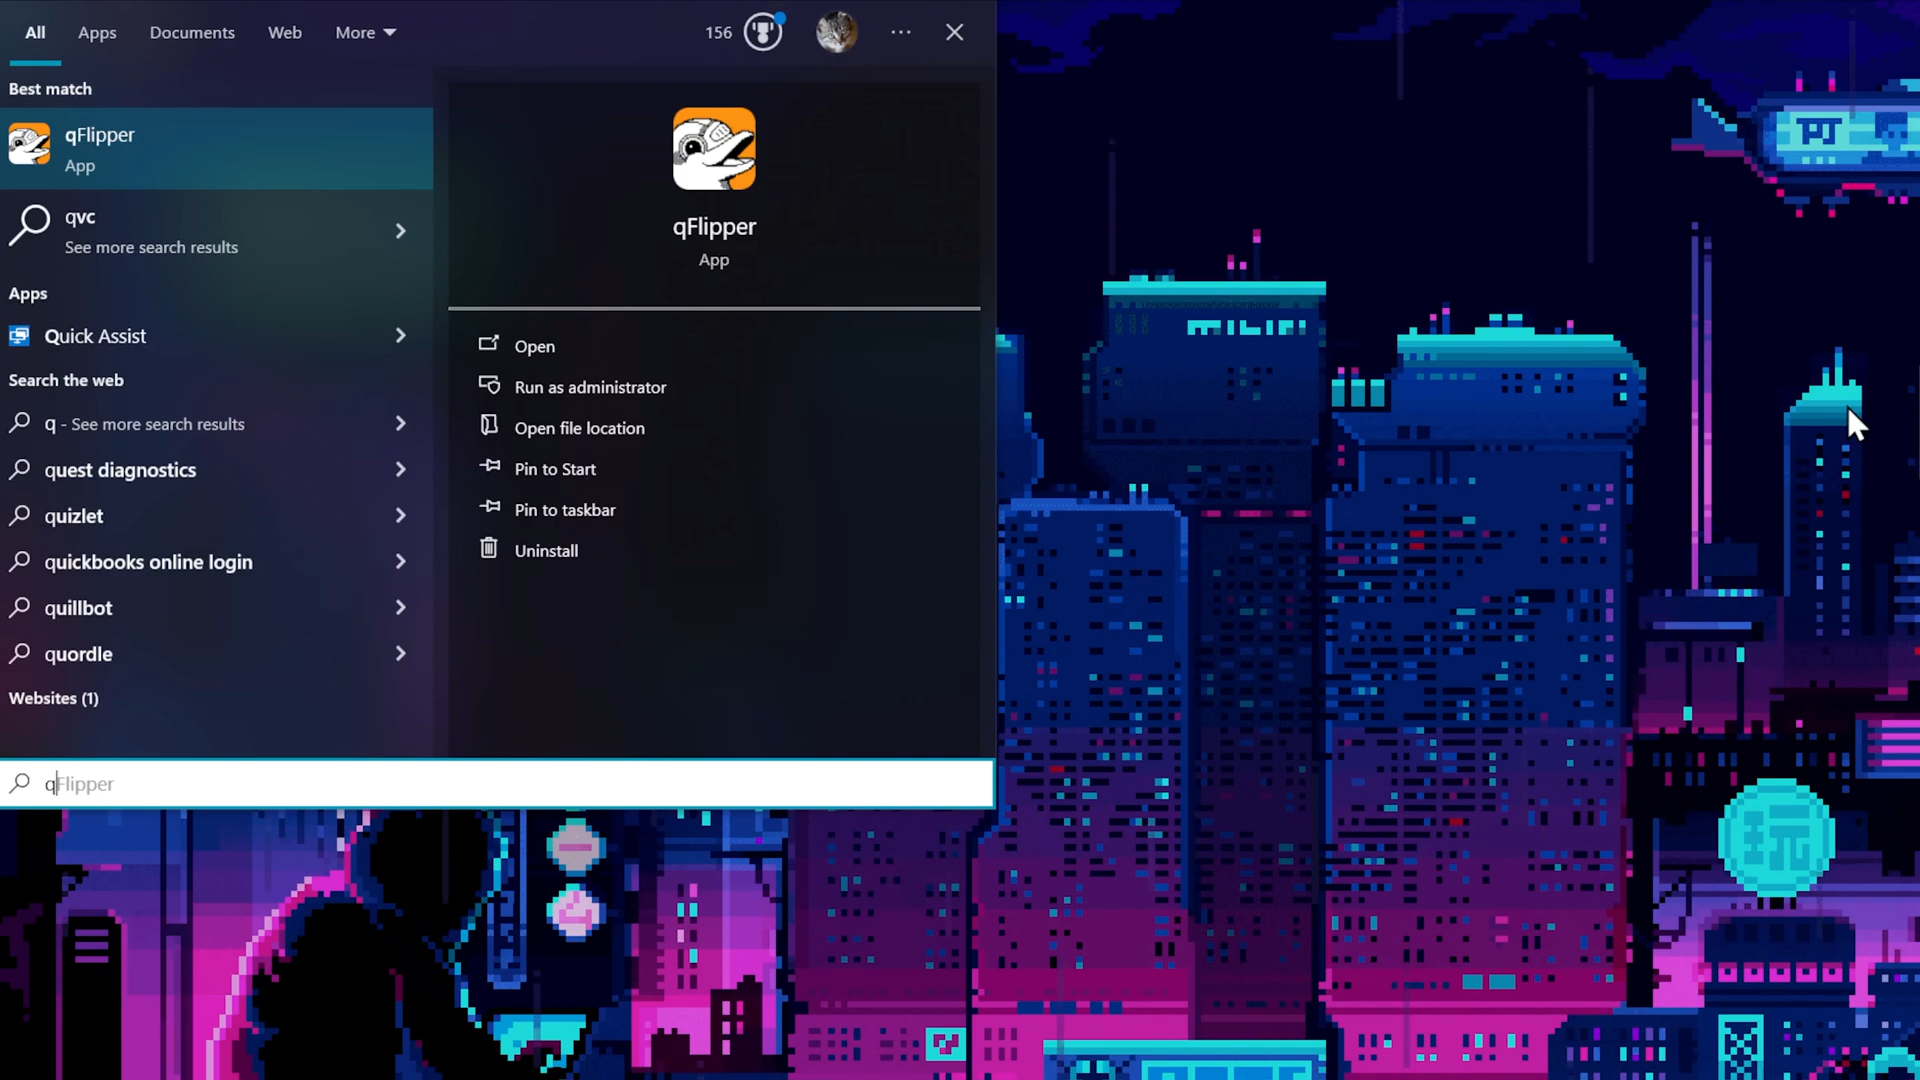 All Apps Documents Web More 156
Best match
qFlipper
App
qvc
See more search results
Apps
Quick Assist
Search the web
q - See more search results
quest diagnostics
quizlet
quickbooks online login
quillbot
quordle
Websites (1)
qFlipper
App
Open
Run as administrator
Open file location
Pin to Start
Pin to taskbar
Uninstall
qFlipper
玩